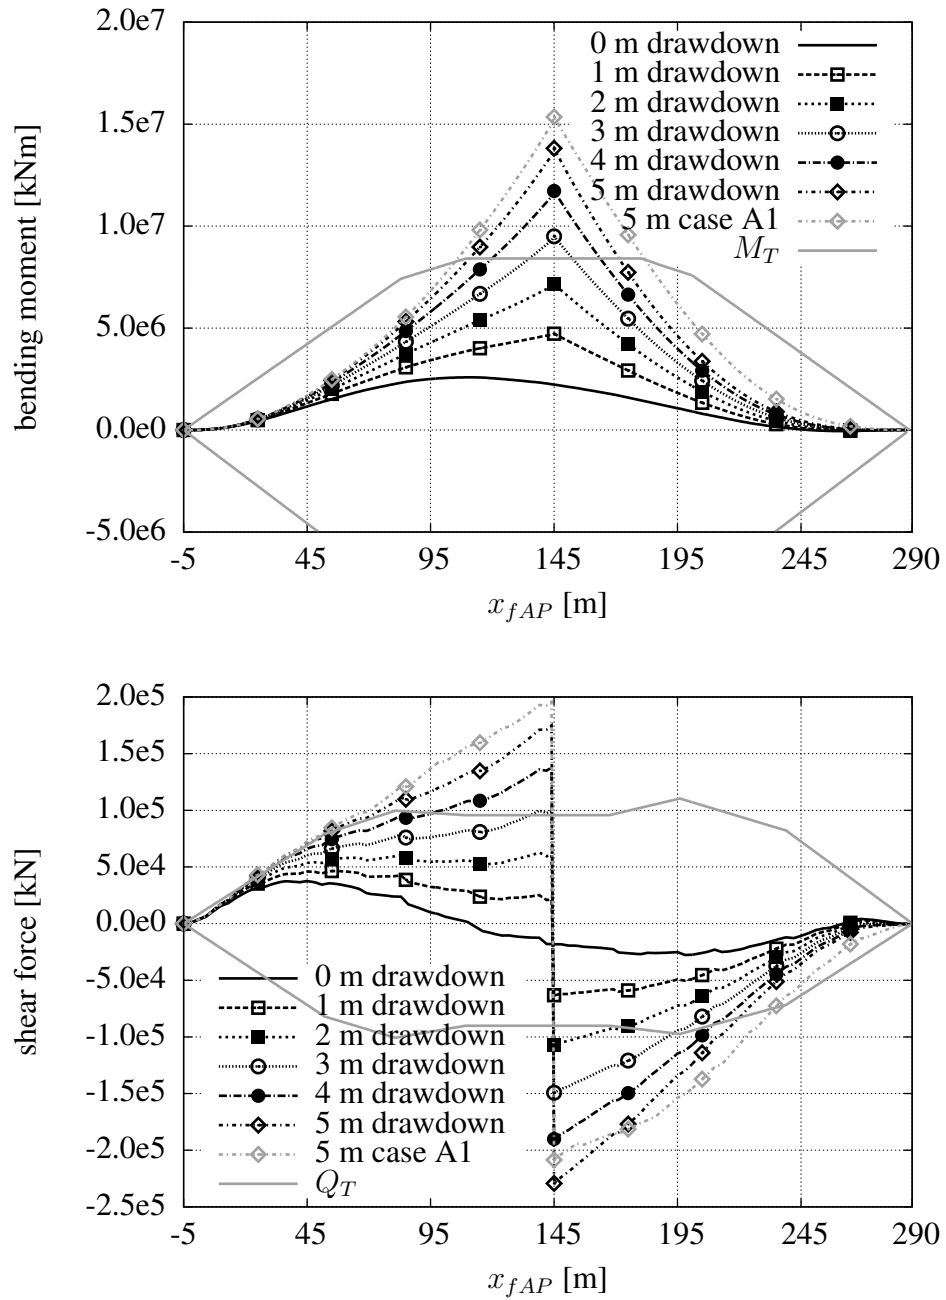 2.0e7
1.5e7
1.0e7
5.0e6
0.0e0
-5.0e6
bending moment [kNm]
0 m drawdown
1 m drawdown
2 m drawdown
3 m drawdown
4 m drawdown
5 m drawdown
5 m case A1
M_T
-5 45 95 145 195 245 290
x_{fAP} [m]
2.0e5
1.5e5
1.0e5
5.0e4
0.0e0
-5.0e4
-1.0e5
-1.5e5
-2.0e5
-2.5e5
shear force [kN]
0 m drawdown
1 m drawdown
2 m drawdown
3 m drawdown
4 m drawdown
5 m drawdown
5 m case A1
Q_T
-5 45 95 145 195 245 290
x_{fAP} [m]